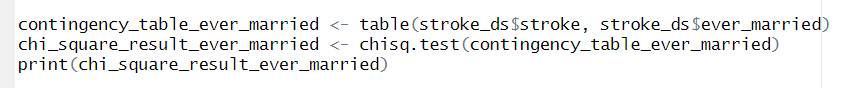 contingency_table_ever_married <- table(stroke_ds$stroke, stroke_ds$ever_married)
chi_square_result_ever_married <- chisq.test(contingency_table_ever_married)
print(chi_square_result_ever_married)